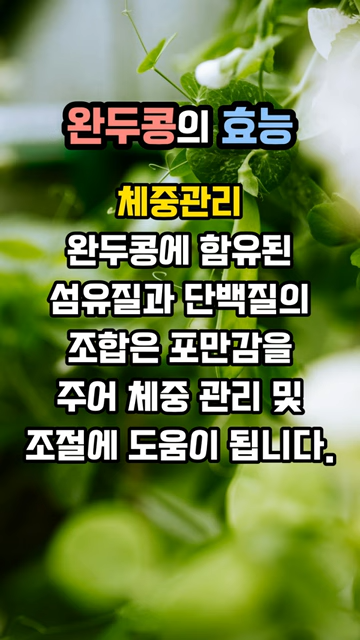 완두콩의 효능
체중관리
완두콩에 함유된
섬유질과 단백질의
조합은 포만감을
주어 체중 관리 및
조절에 도움이 됩니다.